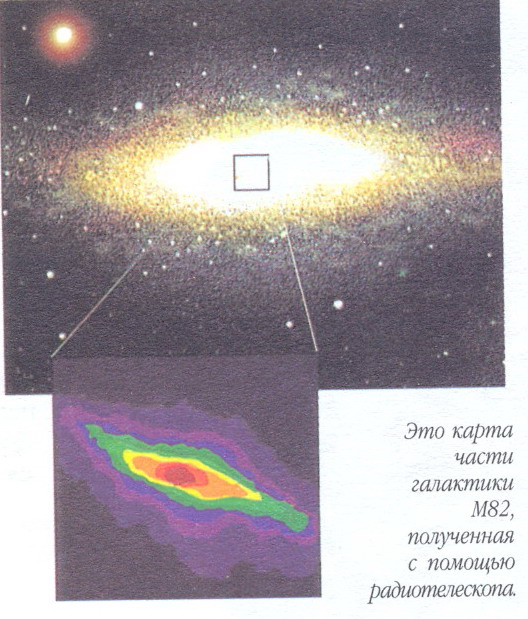 Это карта
части
галактики
М82,
полученная
с помощью
радиотелескопа.